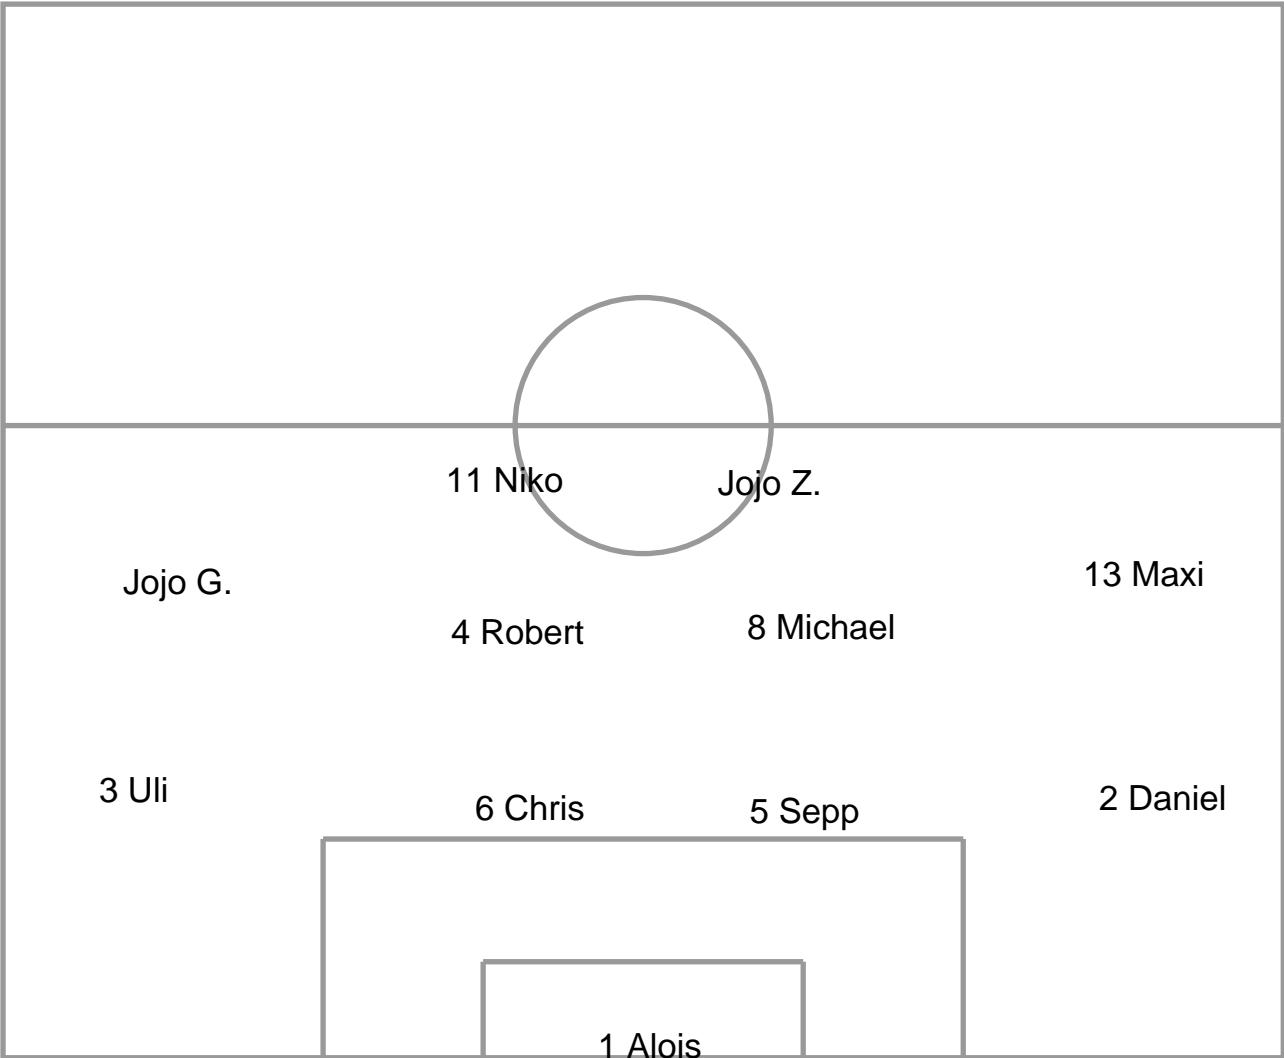 11 Niko
Jojo Z.
Jojo G.
13 Maxi
4 Robert
8 Michael
3 Uli
6 Chris
5 Sepp
2 Daniel
1 Alois